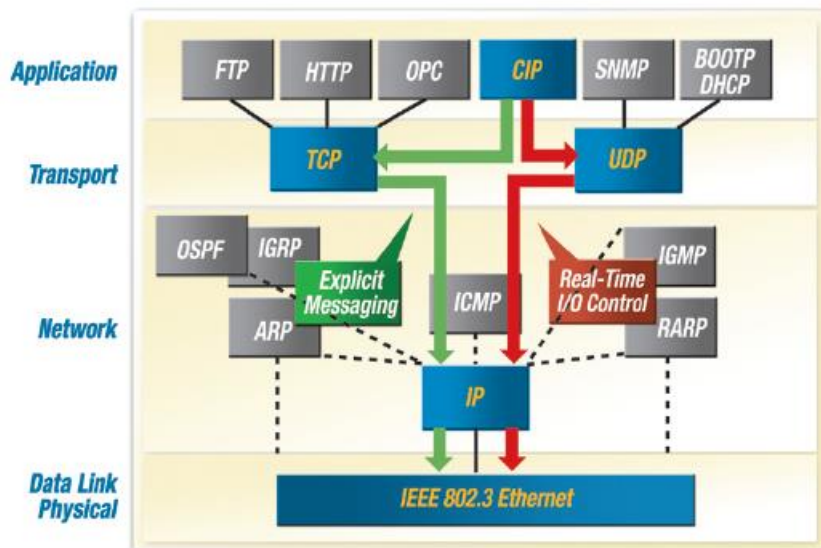 Application
FTP
HTTP
OPC
CIP
SNMP
BOOTP
DHCP
Transport
TCP
UDP
Network
OSPF
IGRP
Explicit
Messaging
ICMP
Real-Time
I/O Control
IGMP
ARP
RARP
IP
Data Link
Physical
IEEE 802.3 Ethernet